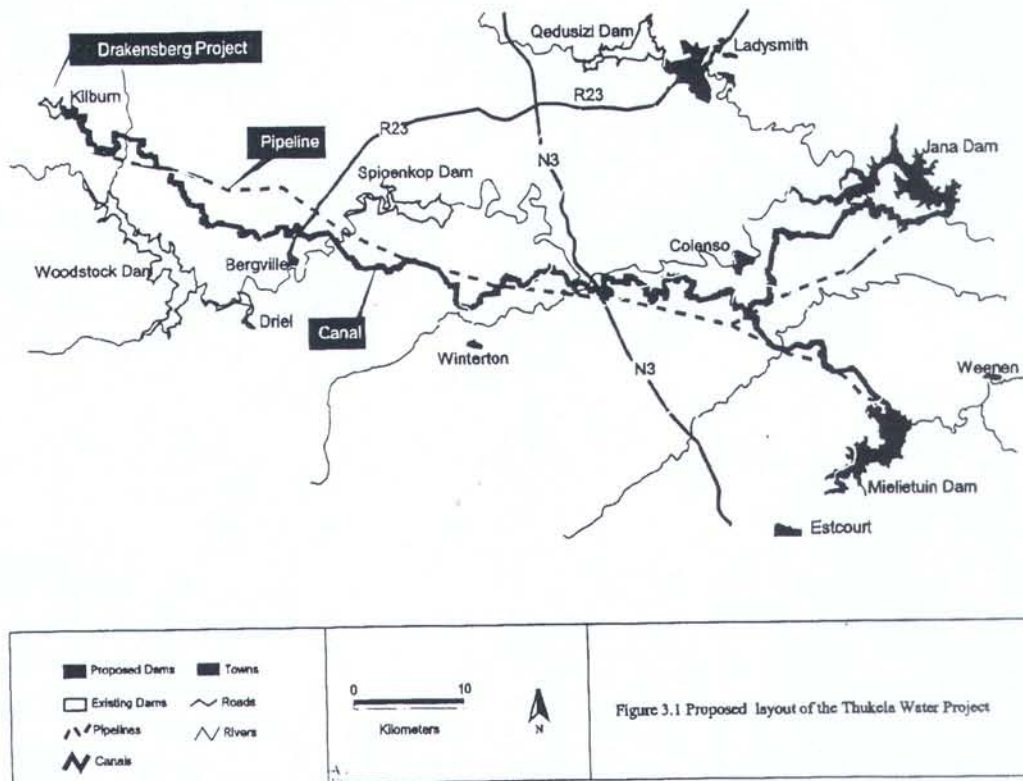 Qedusizi Dam
Ladysmith
Drakensberg Project
Kilburn
R23
R23
Pipeline
N3
Jana Dam
Spioenkop Dam
Colenso
Woodstock Dam
Bergville
Driel
Canal
Winterton
N3
Weenen
Mielietuin Dam
Estcourt
Proposed Dams
Towns
Existing Dams
Roads
Pipelines
Rivers
Canals
0 10
Kilometers
N
Figure 3.1 Proposed layout of the Thukela Water Project